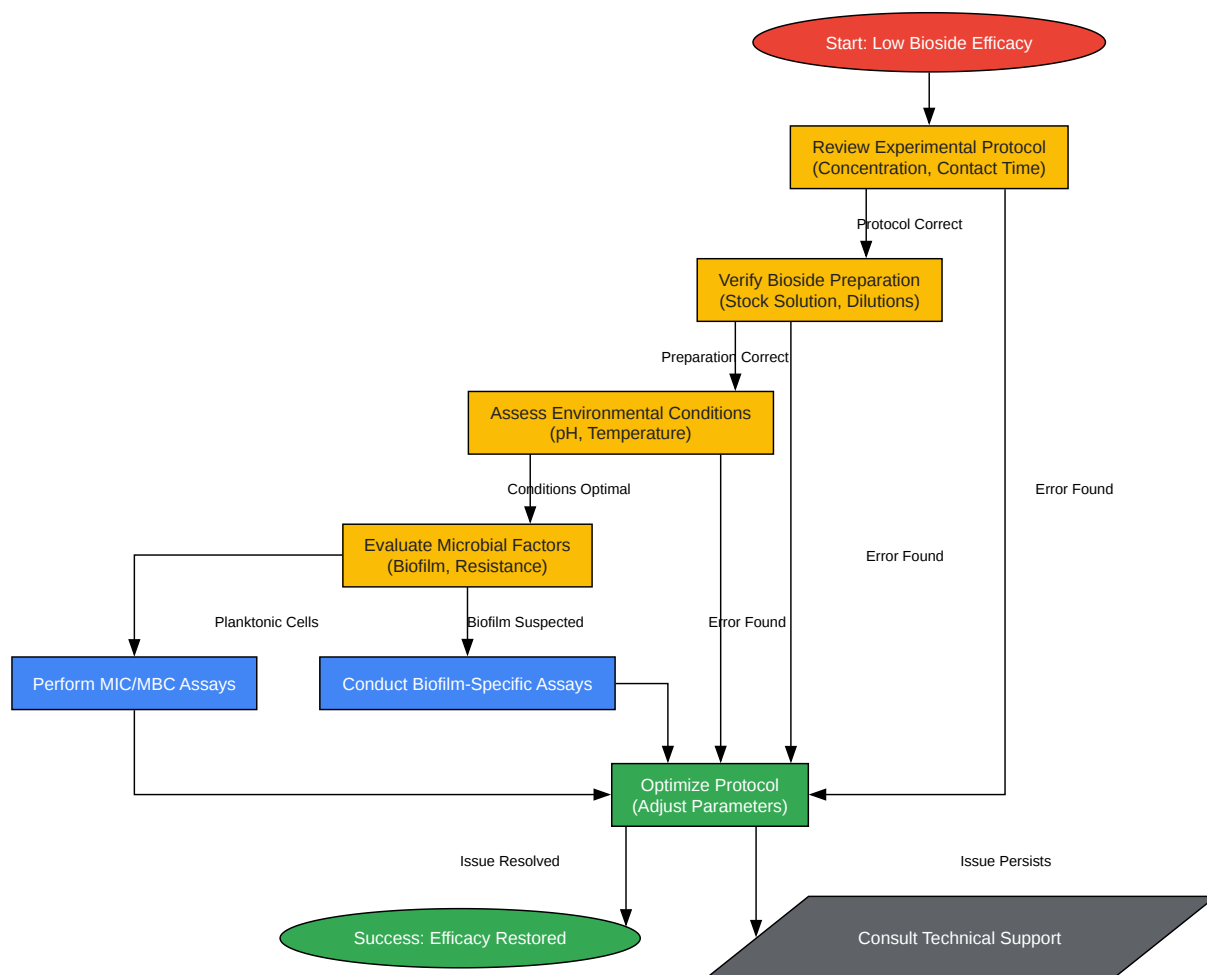 Start: Low Bioside Efficacy
Review Experimental Protocol
(Concentration, Contact Time)
Protocol Correct
Verify Bioside Preparation
(Stock Solution, Dilutions)
Preparation Correct
Assess Environmental Conditions
(pH, Temperature)
Conditions Optimal
Error Found
Evaluate Microbial Factors
(Biofilm, Resistance)
Error Found
Planktonic Cells
Biofilm Suspected
Error Found
Perform MIC/MBC Assays
Conduct Biofilm-Specific Assays
Optimize Protocol
(Adjust Parameters)
Issue Resolved
Issue Persists
Success: Efficacy Restored
Consult Technical Support